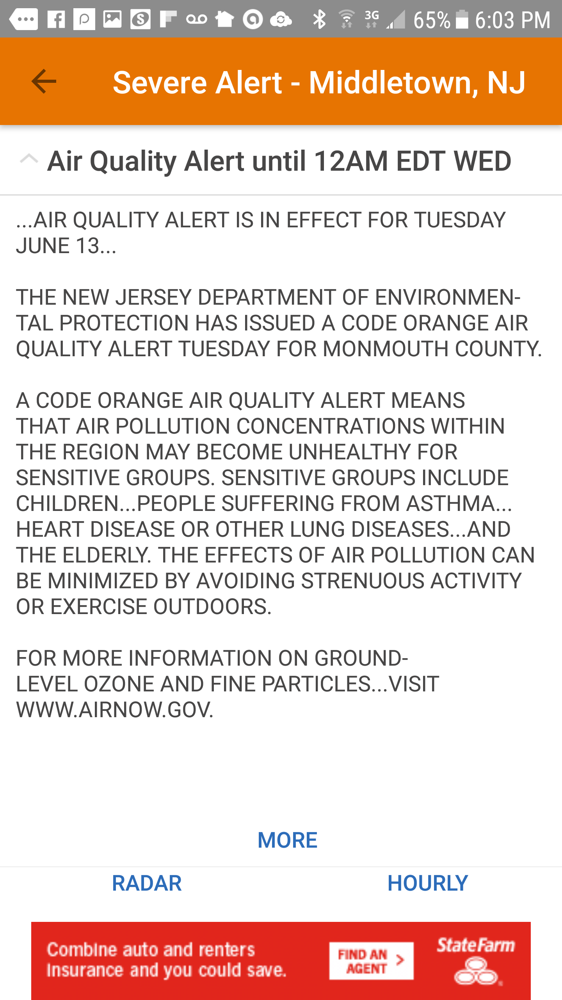 3G 65% 6:03 PM
Severe Alert - Middletown, NJ
Air Quality Alert until 12AM EDT WED
...AIR QUALITY ALERT IS IN EFFECT FOR TUESDAY
JUNE 13...
THE NEW JERSEY DEPARTMENT OF ENVIRONMEN-
TAL PROTECTION HAS ISSUED A CODE ORANGE AIR
QUALITY ALERT TUESDAY FOR MONMOUTH COUNTY.
A CODE ORANGE AIR QUALITY ALERT MEANS
THAT AIR POLLUTION CONCENTRATIONS WITHIN
THE REGION MAY BECOME UNHEALTHY FOR
SENSITIVE GROUPS. SENSITIVE GROUPS INCLUDE
CHILDREN...PEOPLE SUFFERING FROM ASTHMA...
HEART DISEASE OR OTHER LUNG DISEASES...AND
THE ELDERLY. THE EFFECTS OF AIR POLLUTION CAN
BE MINIMIZED BY AVOIDING STRENUOUS ACTIVITY
OR EXERCISE OUTDOORS.
FOR MORE INFORMATION ON GROUND-
LEVEL OZONE AND FINE PARTICLES...VISIT
WWW.AIRNOW.GOV.
MORE
RADAR HOURLY
Combine auto and renters
Insurance and you could save.
FIND AN
AGENT >
StateFarm